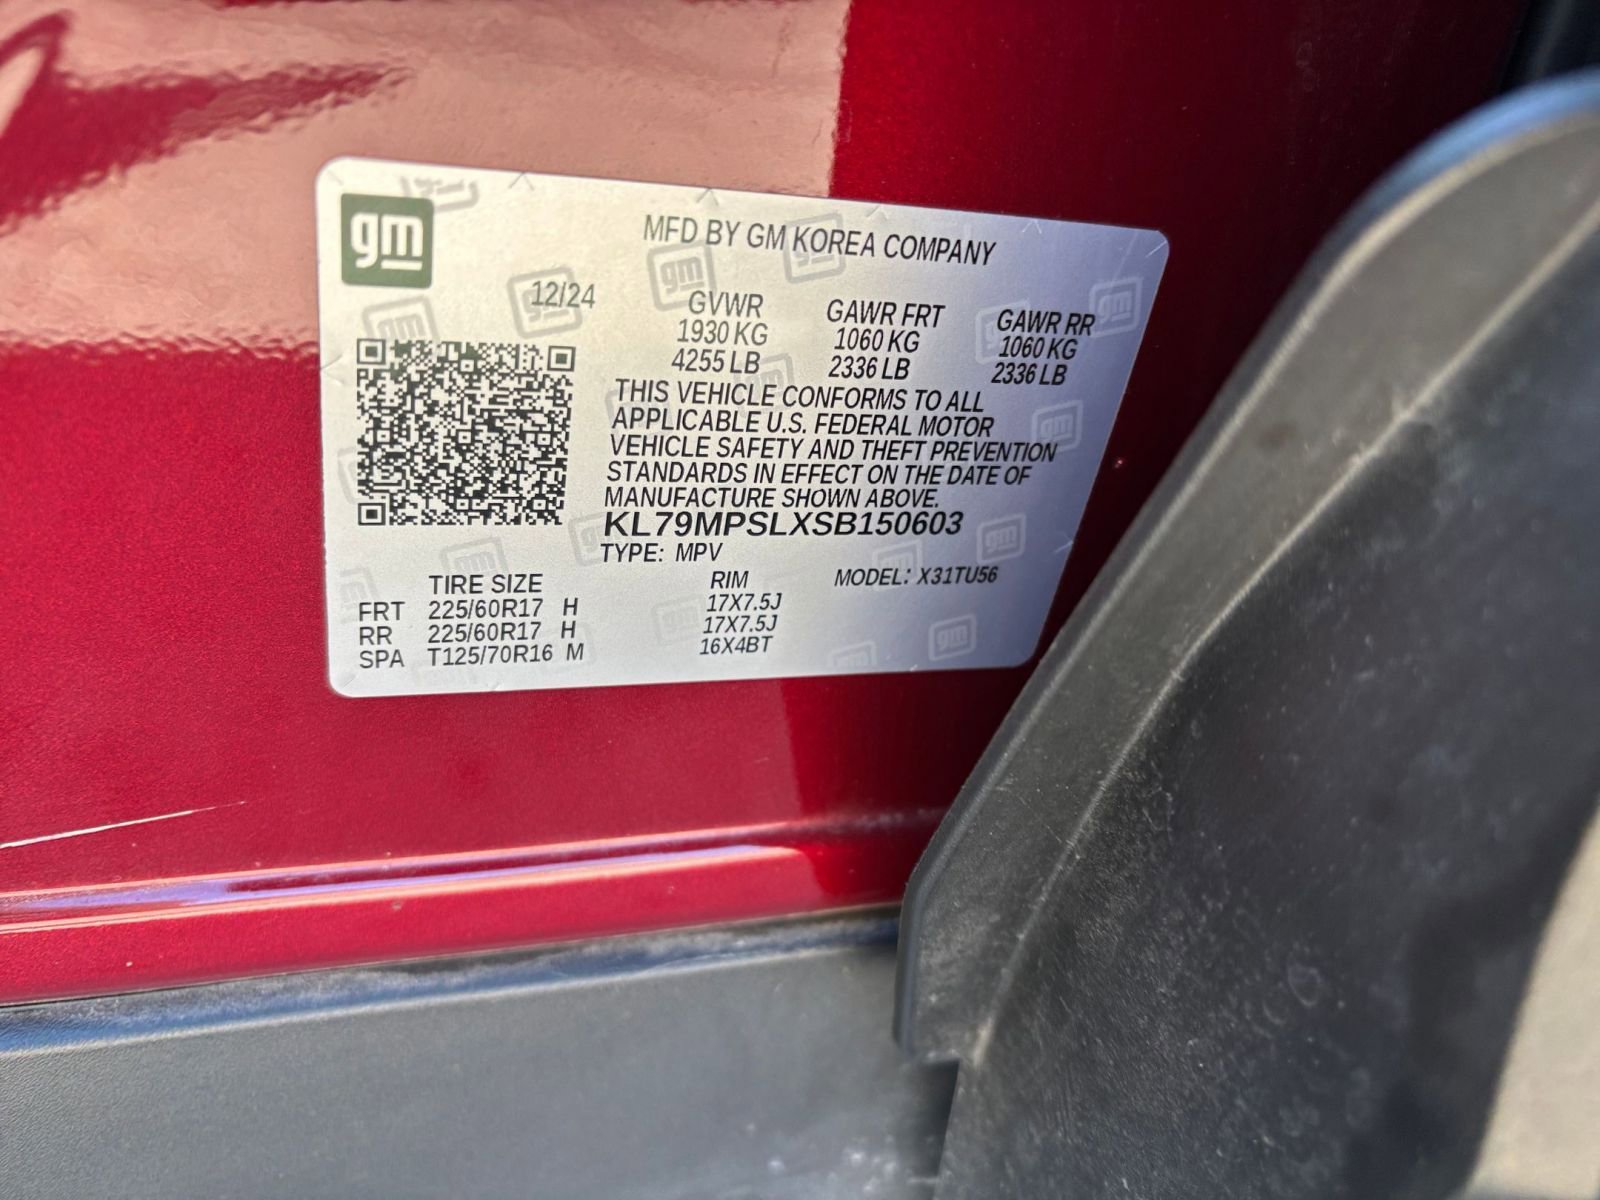 gm
MFD BY GM KOREA COMPANY
12/24
GVWR GAWR FRT GAWR RR
1930 KG 1060 KG 1060 KG
4255 LB 2336 LB 2336 LB
THIS VEHICLE CONFORMS TO ALL
APPLICABLE U.S. FEDERAL MOTOR
VEHICLE SAFETY AND THEFT PREVENTION
STANDARDS IN EFFECT ON THE DATE OF
MANUFACTURE SHOWN ABOVE.
KL79MPSLXSB150603
TYPE: MPV
MODEL: X31TU56
TIRE SIZE RIM
FRT 225/60R17 H 17X7.5J
RR 225/60R17 H 17X7.5J
SPA T125/70R16 M 16X4BT